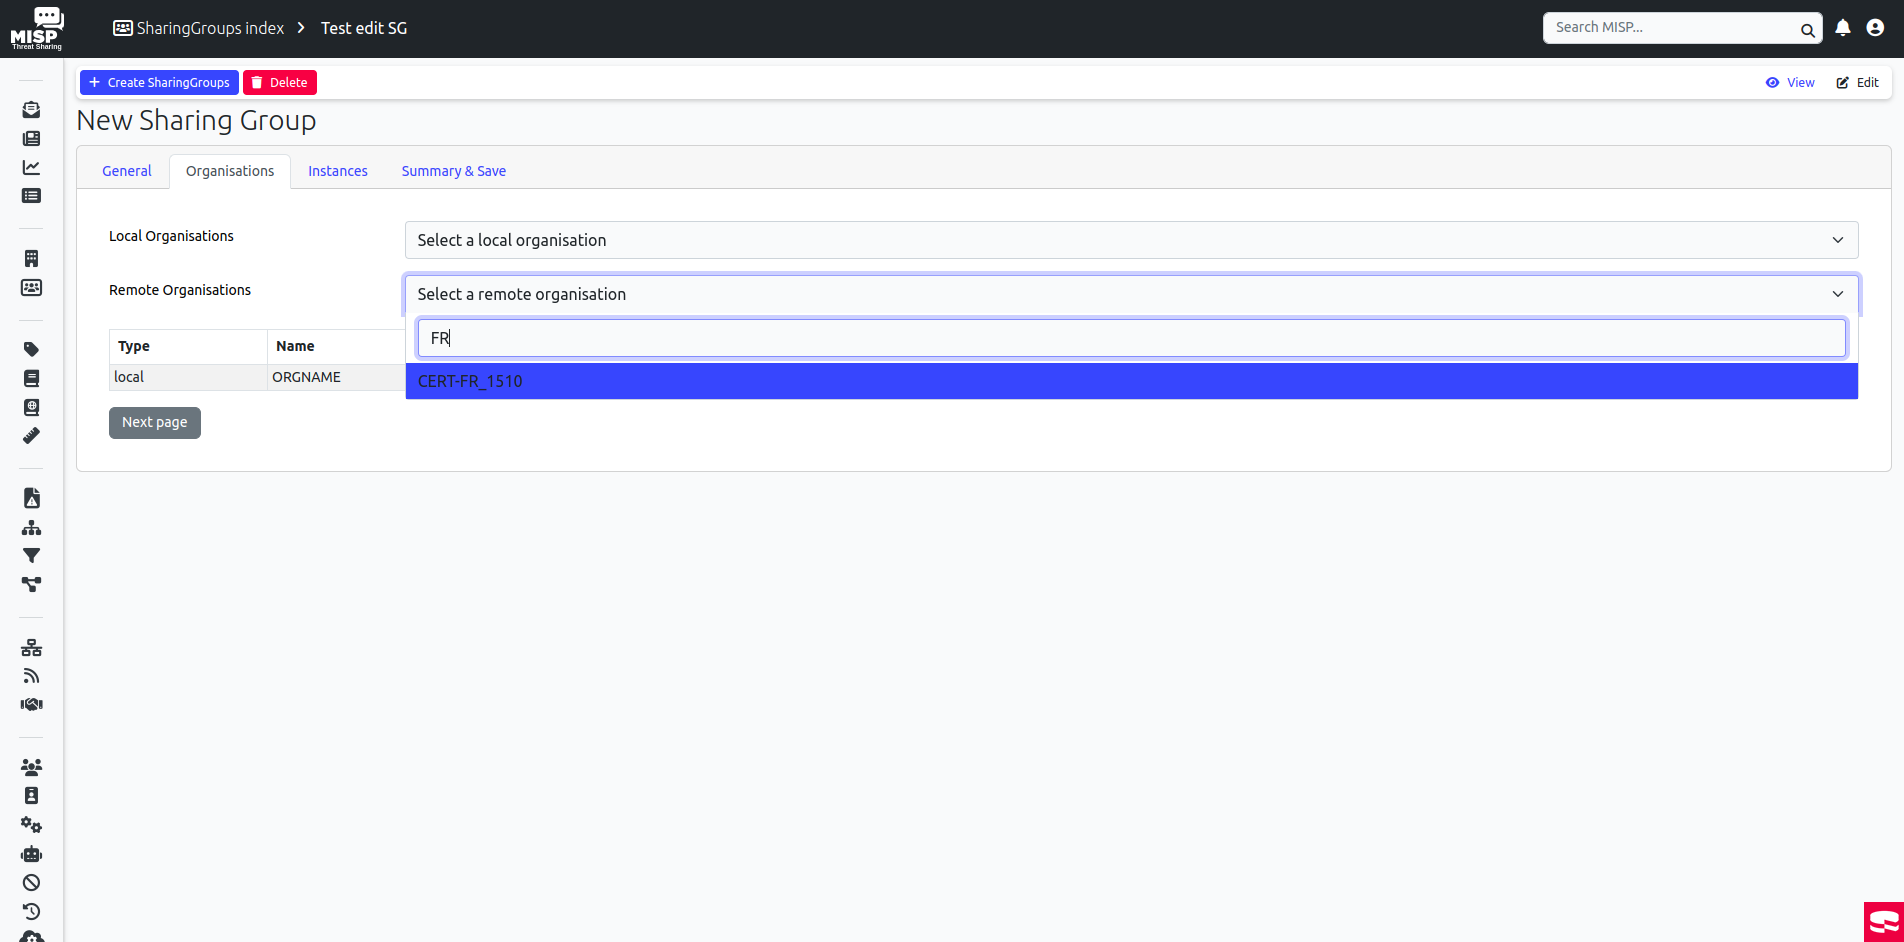 MISP
Threat Sharing
SharingGroups index
Test edit SG
Search MISP...
Create SharingGroups
Delete
View
Edit
New Sharing Group
General
Organisations
Instances
Summary & Save
Local Organisations
Select a local organisation
Remote Organisations
Select a remote organisation
FR
CERT-FR_1510
Type
Name
local
ORGNAME
Next page